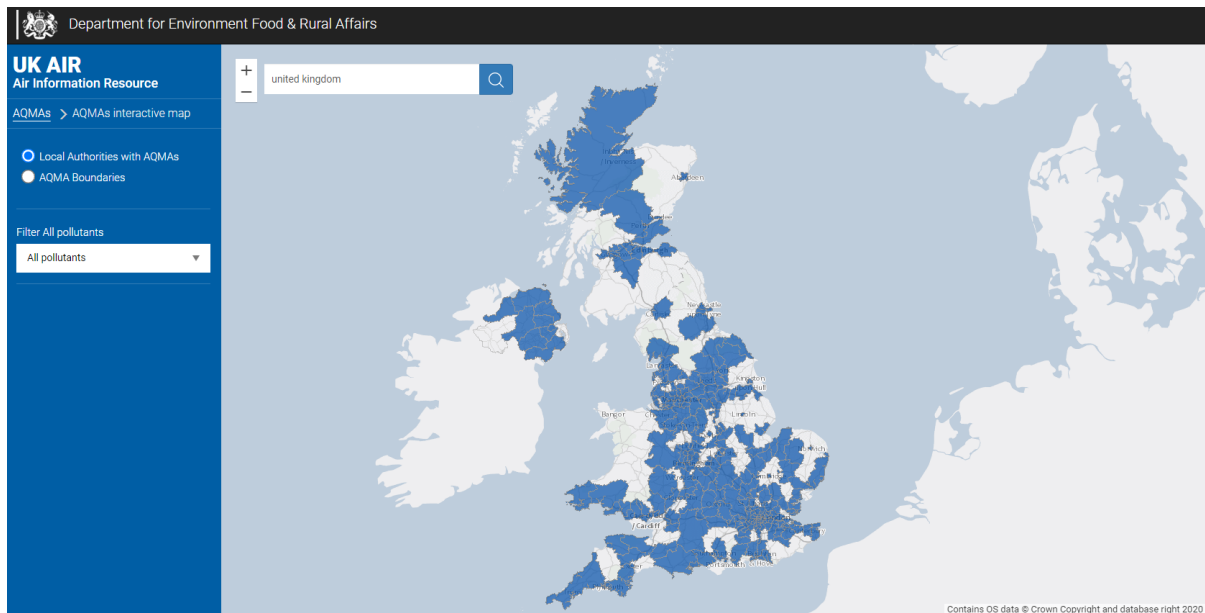 Department for Environment Food & Rural Affairs
UK AIR
Air Information Resource
AQMAs > AQMAs interactive map
Local Authorities with AQMAs
AQMA Boundaries
Filter All pollutants
All pollutants
+
−
united kingdom
Aberdeen
Bangor
Lincoln
/ Cardiff
Contains OS data © Crown Copyright and database right 2020